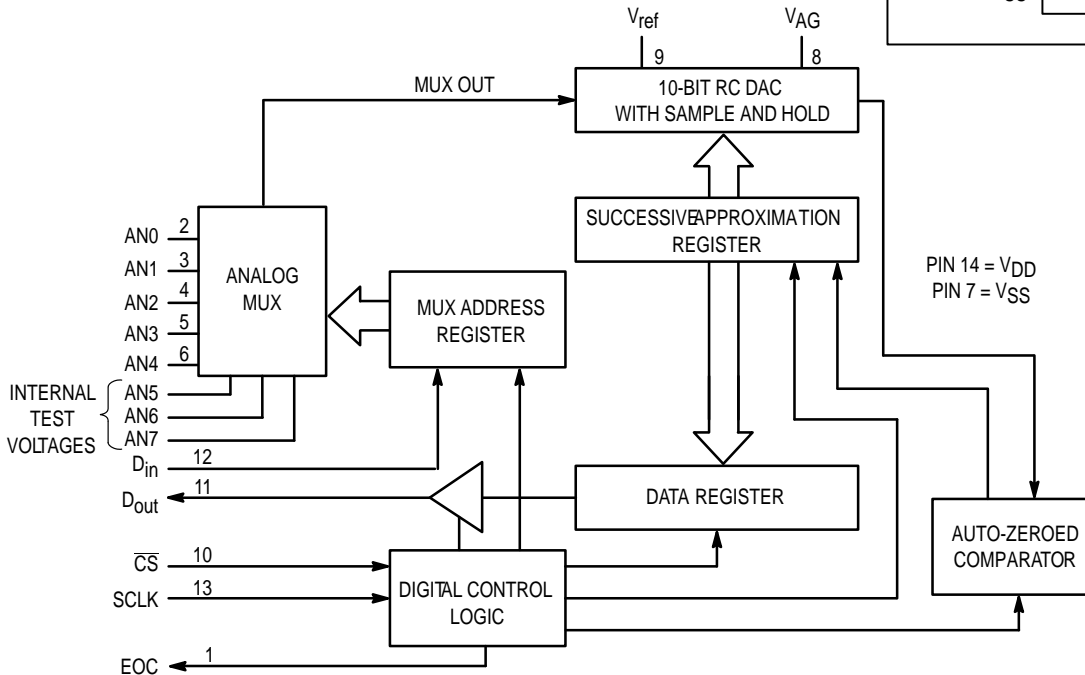 Vref
VAG
9
8
MUX OUT
10-BIT RC DAC
WITH SAMPLE AND HOLD
SUCCESSIVE APPROXIMATION
REGISTER
AN0 2
AN1 3
AN2 4
AN3 5
AN4 6
ANALOG
MUX
MUX ADDRESS
REGISTER
PIN 14 = VDD
PIN 7 = VSS
INTERNAL
TEST
VOLTAGES
AN5
AN6
AN7
Din 12
Dout 11
DATA REGISTER
CS 10
SCLK 13
DIGITAL CONTROL
LOGIC
AUTO-ZEROED
COMPARATOR
EOC 1